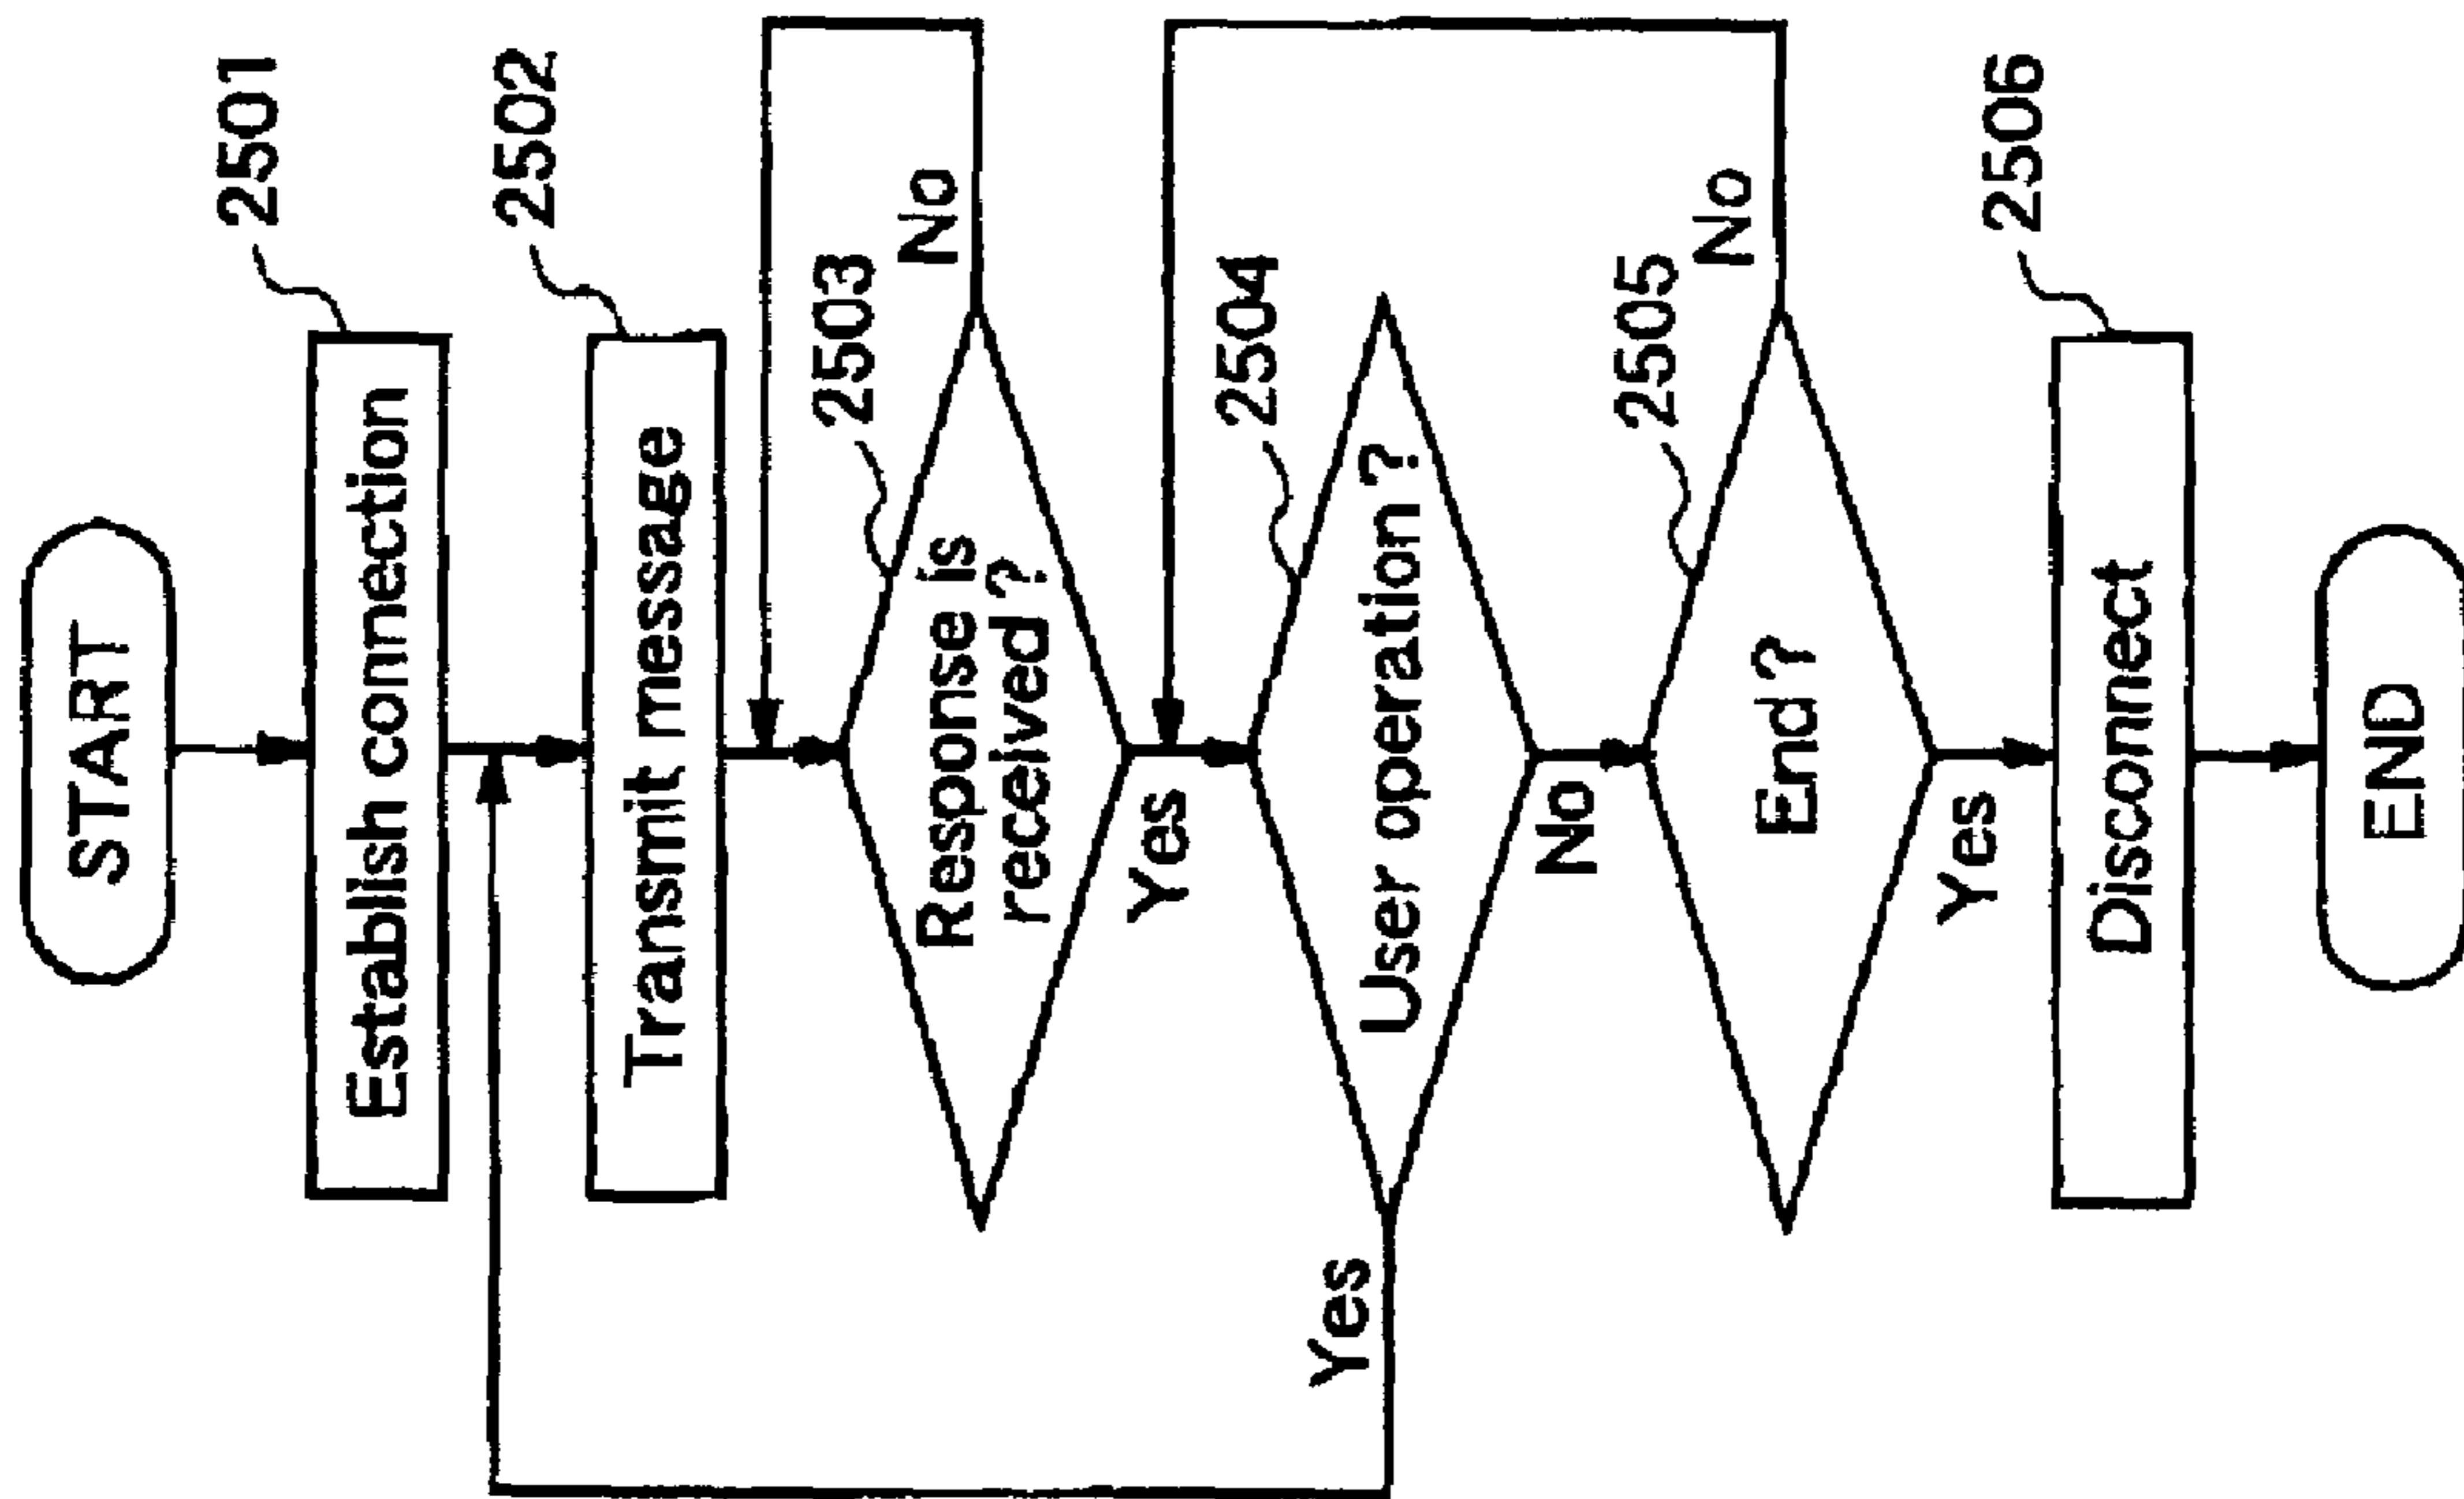 START
2501
Establish connection
2502
Transmit message
2503
Response is
received ?
No
Yes
2504
User operation ?
Yes
No
2505
End ?
No
Yes
2506
Disconnect
END